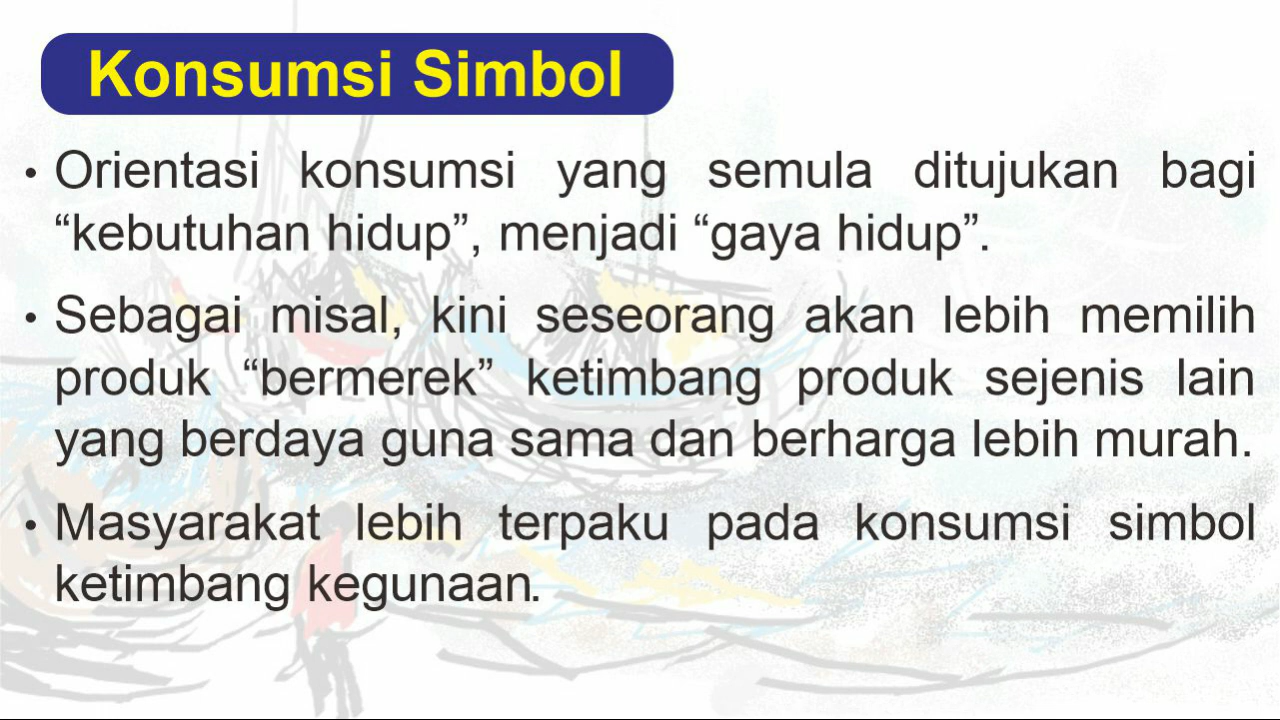 Konsumsi Simbol
• Orientasi konsumsi yang semula ditujukan bagi
“kebutuhan hidup”, menjadi “gaya hidup”.
• Sebagai misal, kini seseorang akan lebih memilih
produk “bermerek” ketimbang produk sejenis lain
yang berdaya guna sama dan berharga lebih murah.
• Masyarakat lebih terpaku pada konsumsi simbol
ketimbang kegunaan.